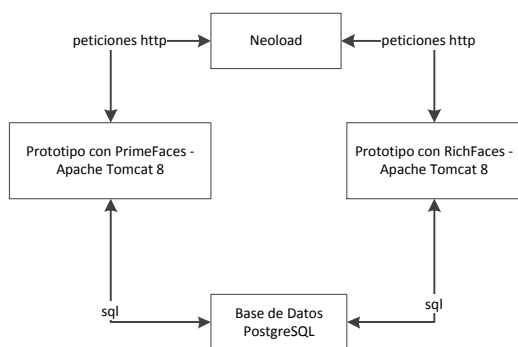 peticiones http
Neoload
peticiones http
Prototipo con PrimeFaces -
Apache Tomcat 8
Prototipo con RichFaces -
Apache Tomcat 8
sql
Base de Datos
PostgreSQL
sql